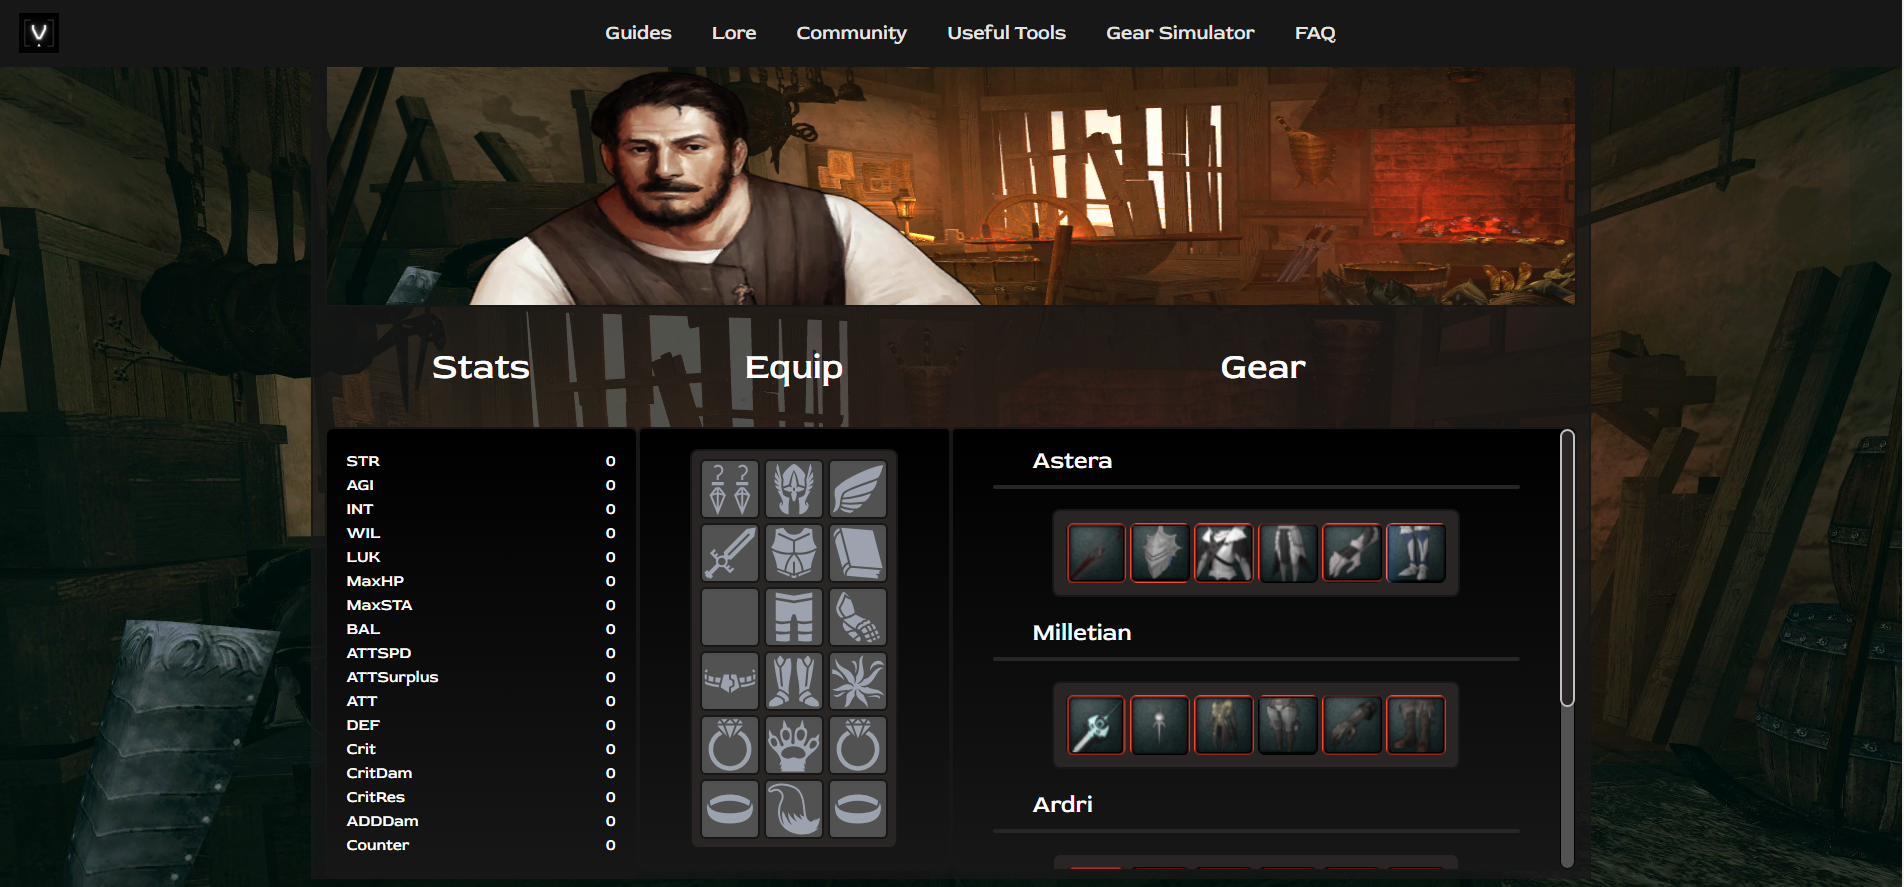 V
Guides Lore Community Useful Tools Gear Simulator FAQ
Stats Equip Gear
STR 0
AGI 0
INT 0
WIL 0
LUK 0
MaxHP 0
MaxSTA 0
BAL 0
ATTSPD 0
ATTSurplus 0
ATT 0
DEF 0
Crit 0
CritDam 0
CritRes 0
ADDDam 0
Counter 0
? ?
Astera
Milletian
Ardri